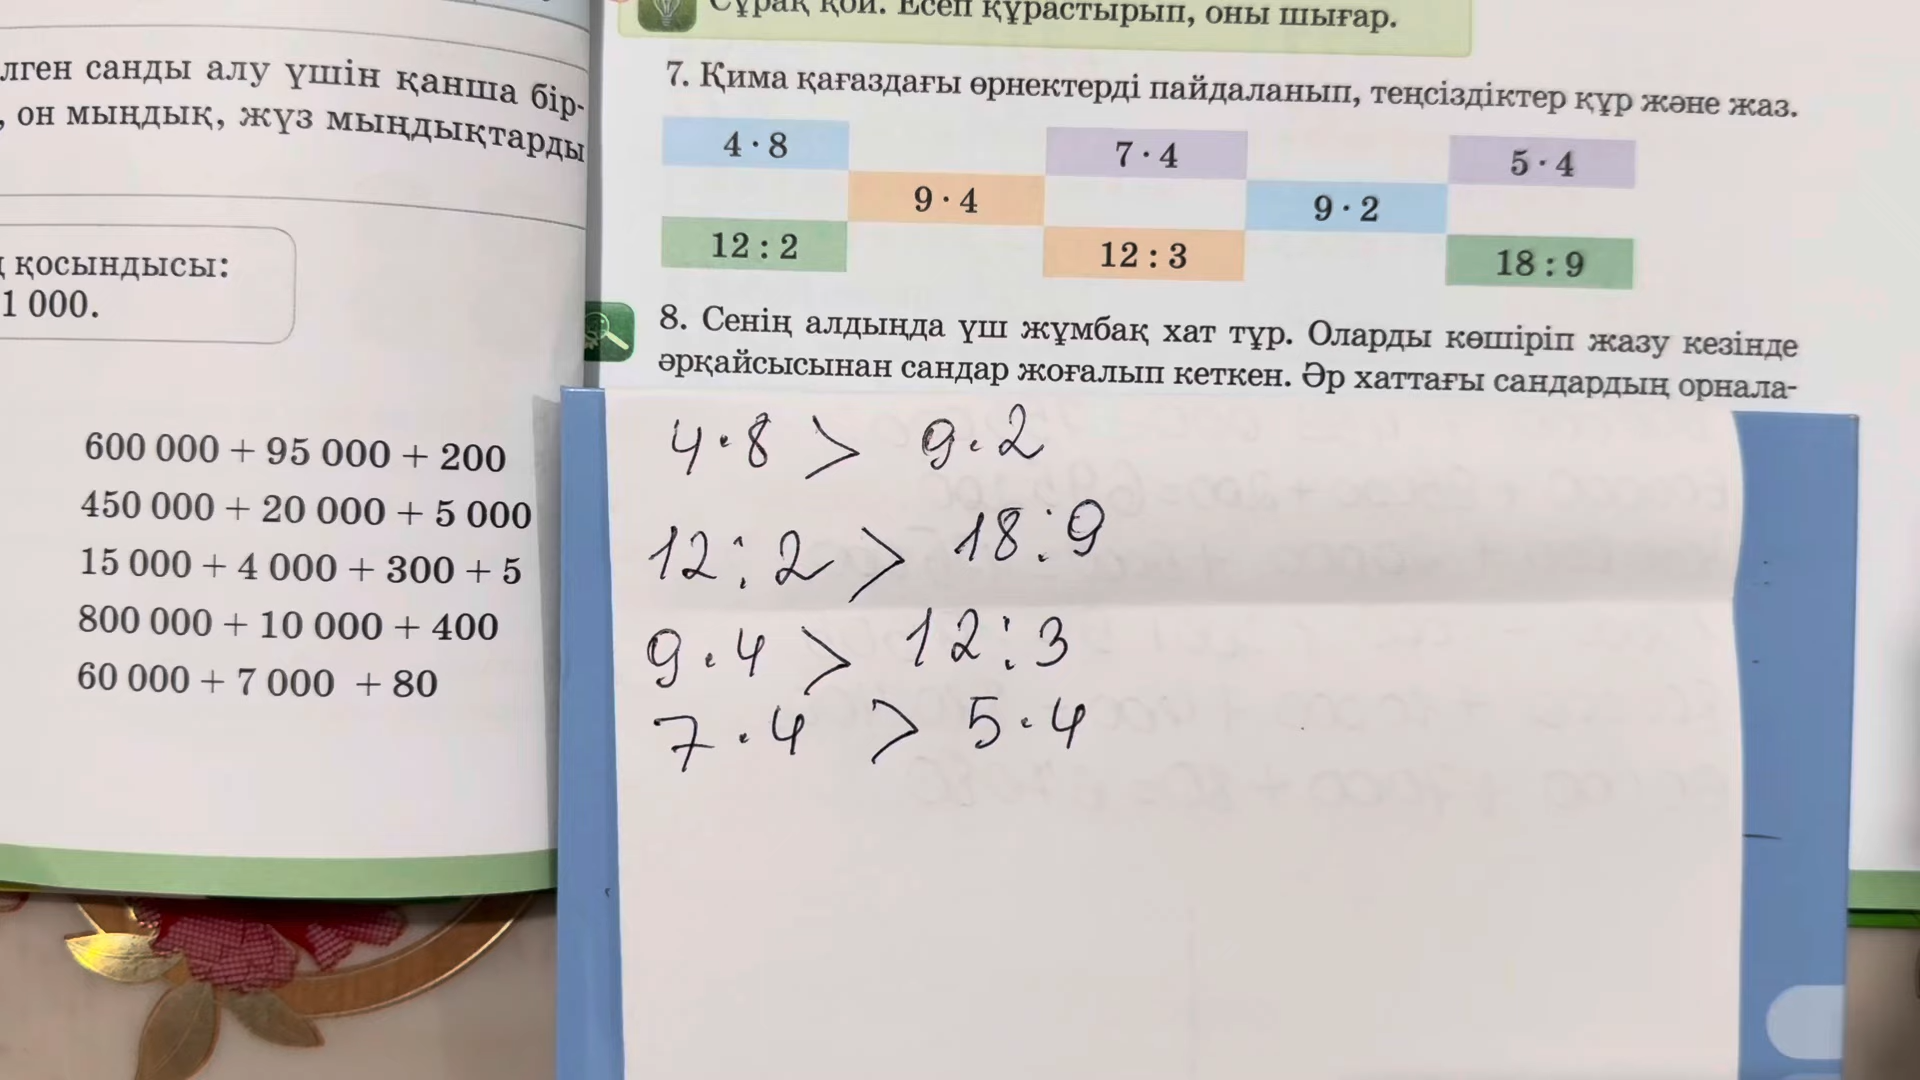 лген санды алу үшін қанша бір-
, он мыңдық, жүз мыңдықтарды
қосындысы:
1 000.
600 000 + 95 000 + 200
450 000 + 20 000 + 5 000
15 000 + 4 000 + 300 + 5
800 000 + 10 000 + 400
60 000 + 7 000 + 80
Сұрақ қой. Есеп құрастырып, оны шығар.
7. Қима қағаздағы өрнектерді пайдаланып, теңсіздіктер құр және жаз.
4 · 8
7 · 4
5 · 4
9 · 4
9 · 2
12 : 2
12 : 3
18 : 9
8. Сенің алдыңда үш жұмбақ хат тұр. Оларды көшіріп жазу кезінде
әрқайсысынан сандар жоғалып кеткен. Әр хаттағы сандардың орнала-
4 · 8 > 9 · 2
12 : 2 > 18 : 9
9 · 4 > 12 : 3
7 · 4 > 5 · 4